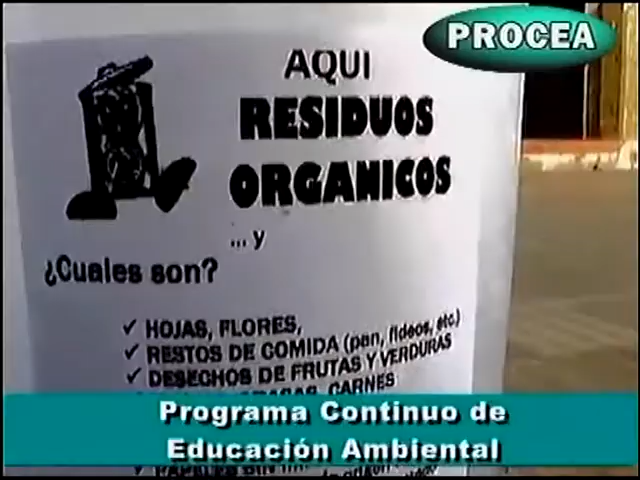 PROCEA
AQUI
RESIDUOS
ORGANICOS
... y
¿Cuales son?
✓ HOJAS, FLORES,
✓ RESTOS DE COMIDA (pan, fideos, etc.)
✓ DESECHOS DE FRUTAS Y VERDURAS
CARNES
Programa Continuo de
Educación Ambiental